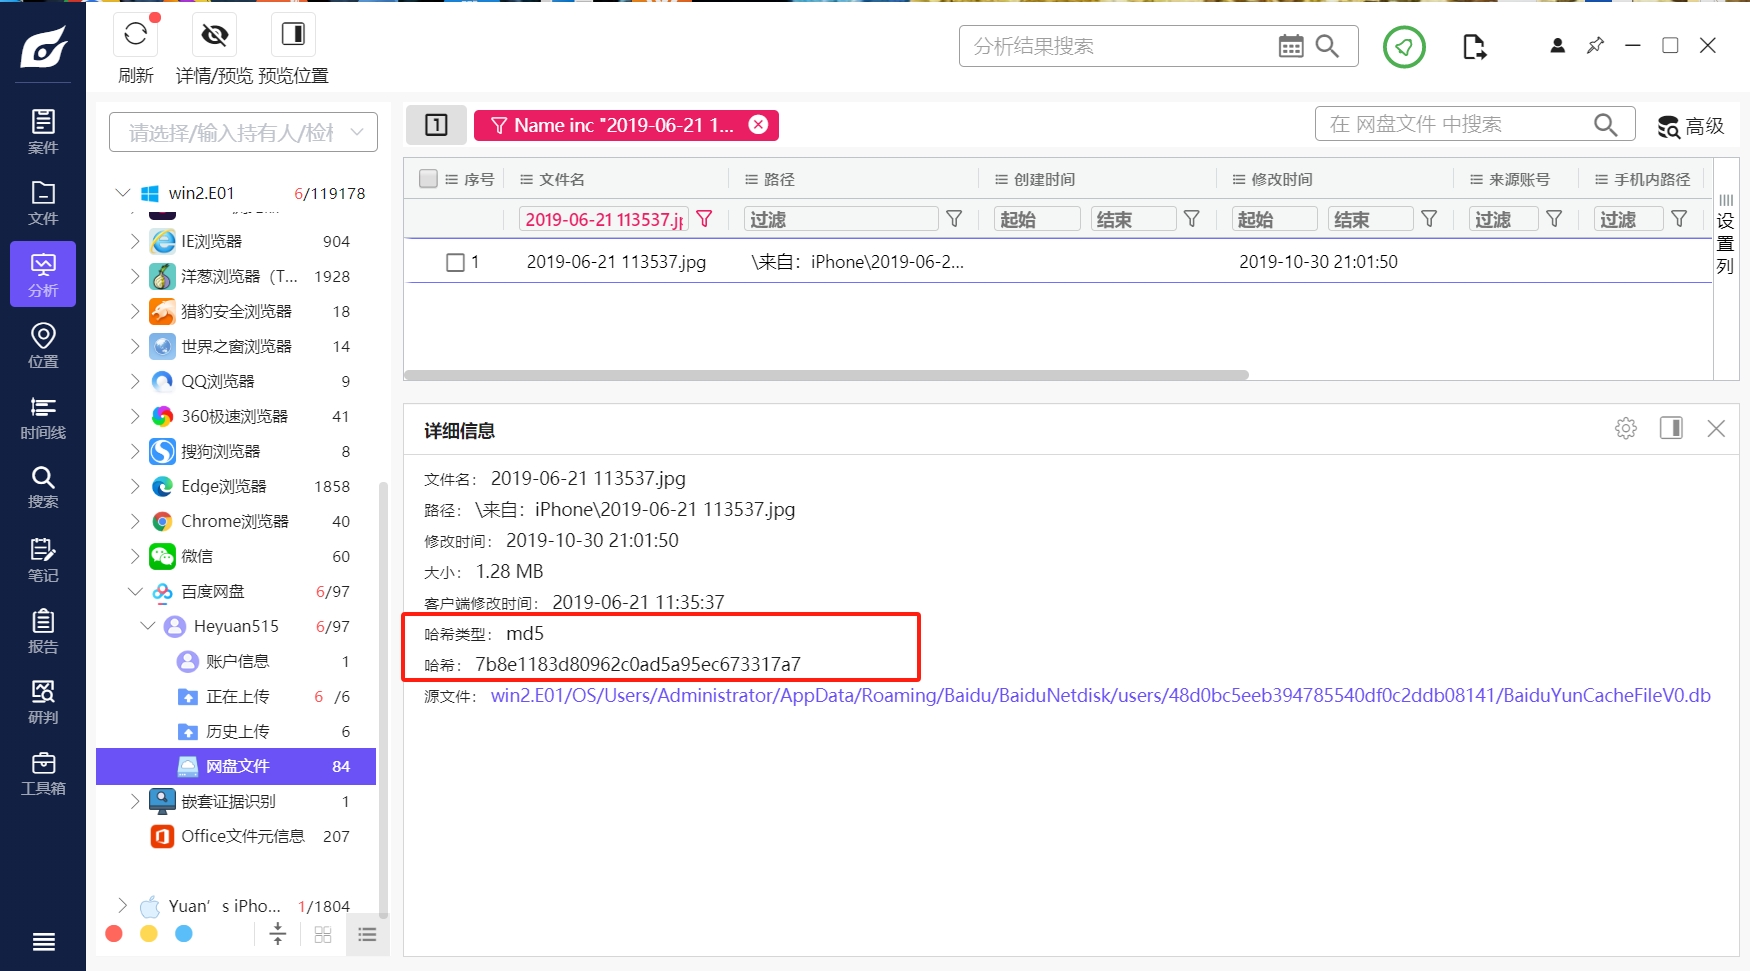 刷新
详情/预览
预览位置
分析结果搜索
案件
文件
分析
位置
时间线
搜索
笔记
报告
研判
工具箱
请选择/输入持有人/检材
win2.E01 6/119178
IE浏览器 904
洋葱浏览器（T... 1928
猎豹安全浏览器 18
世界之窗浏览器 14
QQ浏览器 9
360极速浏览器 41
搜狗浏览器 8
Edge浏览器 1858
Chrome浏览器 40
微信 60
百度网盘 6/97
Heyuan515 6/97
账户信息 1
正在上传 6 /6
历史上传 6
网盘文件 84
嵌套证据识别 1
Office文件元信息 207
Yuan’s iPho... 1/1804
1
Name inc "2019-06-21 1...
在 网盘文件 中搜索
高级
序号 文件名 路径 创建时间 修改时间 来源账号 手机内路径
2019-06-21 113537.jp 过滤 起始 结束 起始 结束 过滤 过滤
1 2019-06-21 113537.jpg \来自：iPhone\2019-06-2... 2019-10-30 21:01:50
设置列
详细信息
文件名： 2019-06-21 113537.jpg
路径： \来自：iPhone\2019-06-21 113537.jpg
修改时间： 2019-10-30 21:01:50
大小： 1.28 MB
客户端修改时间： 2019-06-21 11:35:37
哈希类型： md5
哈希： 7b8e1183d80962c0ad5a95ec673317a7
源文件： win2.E01/OS/Users/Administrator/AppData/Roaming/Baidu/BaiduNetdisk/users/48d0bc5eeb394785540df0c2ddb08141/BaiduYunCacheFileV0.db